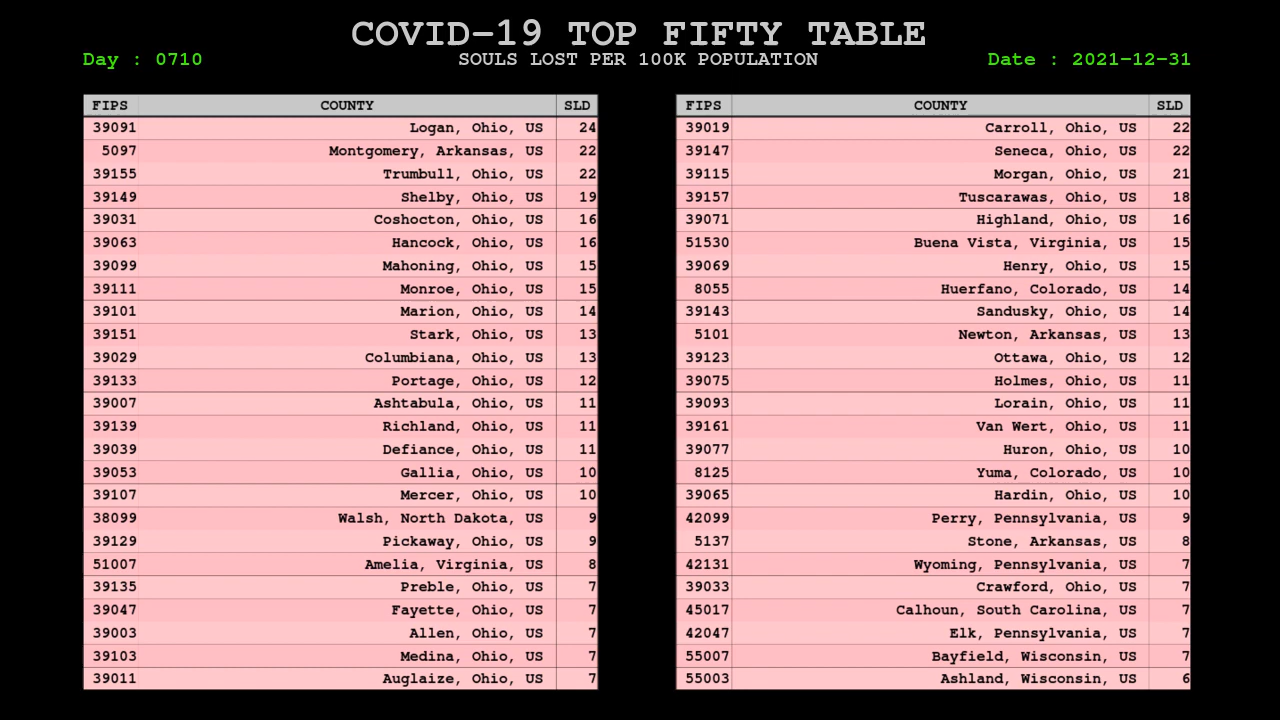 COVID-19 TOP FIFTY TABLE
Day : 0710
SOULS LOST PER 100K POPULATION
Date : 2021-12-31
FIPS COUNTY SLD
39091 Logan, Ohio, US 24
5097 Montgomery, Arkansas, US 22
39155 Trumbull, Ohio, US 22
39149 Shelby, Ohio, US 19
39031 Coshocton, Ohio, US 16
39063 Hancock, Ohio, US 16
39099 Mahoning, Ohio, US 15
39111 Monroe, Ohio, US 15
39101 Marion, Ohio, US 14
39151 Stark, Ohio, US 13
39029 Columbiana, Ohio, US 13
39133 Portage, Ohio, US 12
39007 Ashtabula, Ohio, US 11
39139 Richland, Ohio, US 11
39039 Defiance, Ohio, US 11
39053 Gallia, Ohio, US 10
39107 Mercer, Ohio, US 10
38099 Walsh, North Dakota, US 9
39129 Pickaway, Ohio, US 9
51007 Amelia, Virginia, US 8
39135 Preble, Ohio, US 7
39047 Fayette, Ohio, US 7
39003 Allen, Ohio, US 7
39103 Medina, Ohio, US 7
39011 Auglaize, Ohio, US 7
FIPS COUNTY SLD
39019 Carroll, Ohio, US 22
39147 Seneca, Ohio, US 22
39115 Morgan, Ohio, US 21
39157 Tuscarawas, Ohio, US 18
39071 Highland, Ohio, US 16
51530 Buena Vista, Virginia, US 15
39069 Henry, Ohio, US 15
8055 Huerfano, Colorado, US 14
39143 Sandusky, Ohio, US 14
5101 Newton, Arkansas, US 13
39123 Ottawa, Ohio, US 12
39075 Holmes, Ohio, US 11
39093 Lorain, Ohio, US 11
39161 Van Wert, Ohio, US 11
39077 Huron, Ohio, US 10
8125 Yuma, Colorado, US 10
39065 Hardin, Ohio, US 10
42099 Perry, Pennsylvania, US 9
5137 Stone, Arkansas, US 8
42131 Wyoming, Pennsylvania, US 7
39033 Crawford, Ohio, US 7
45017 Calhoun, South Carolina, US 7
42047 Elk, Pennsylvania, US 7
55007 Bayfield, Wisconsin, US 7
55003 Ashland, Wisconsin, US 6